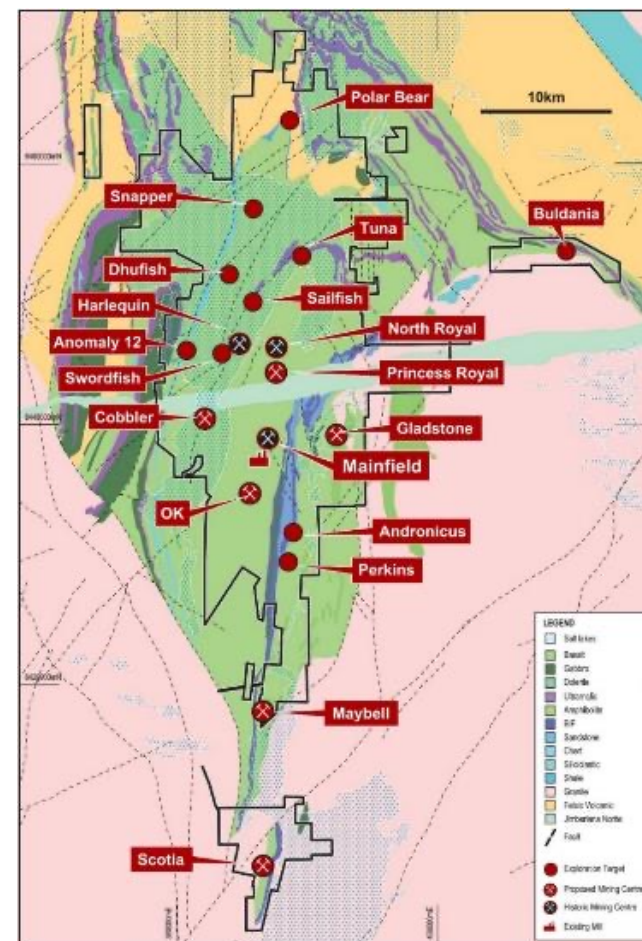 Polar Bear
10km
Snapper
Buldania
Tuna
Dhufish
Harlequin
Sailfish
North Royal
Anomaly 12
Swordfish
Princess Royal
Cobbler
Gladstone
Mainfield
OK
Andronicus
Perkins
Maybell
Scotia
LEGEND
Salt lakes
Basalt
Gabbro
Dolerite
Ultramafic
Amphibolite
BIF
Sandstone
Chert
Siliciclastic
Shale
Granite
Felsic Volcanic
Jimberlana Norite
Fault
Exploration Target
Proposed Mining Centre
Historic Mining Centre
Existing Mill